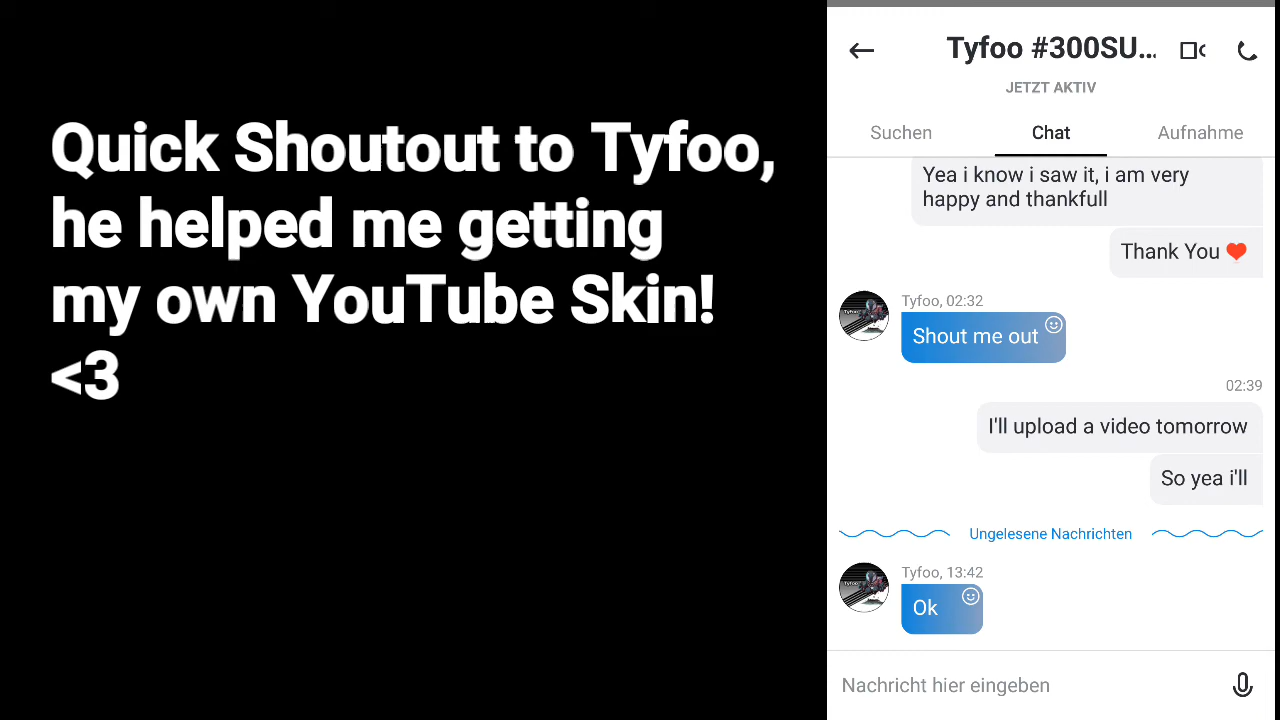 Quick Shoutout to Tyfoo,
he helped me getting
my own YouTube Skin!
<3
Tyfoo #300SU...
JETZT AKTIV
Suchen Chat Aufnahme
Yea i know i saw it, i am very
happy and thankfull
Thank You ❤️
Tyfoo, 02:32
Shout me out
02:39
I'll upload a video tomorrow
So yea i'll
Ungelesene Nachrichten
Tyfoo, 13:42
Ok
Nachricht hier eingeben